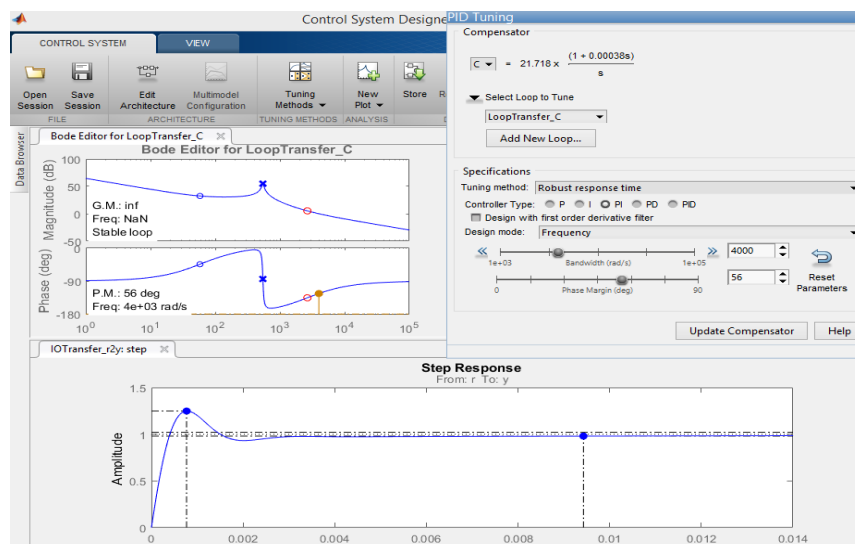 Control System Designer
CONTROL SYSTEM
VIEW
Open Session
Save Session
Edit Architecture
Multimodel Configuration
Tuning Methods
New Plot
Store
FILE
ARCHITECTURE
TUNING METHODS
ANALYSIS
Data Browser
Bode Editor for LoopTransfer_C
Bode Editor for LoopTransfer_C
Magnitude (dB)
100
50
0
-50
G.M.: inf
Freq: NaN
Stable loop
Phase (deg)
0
-90
-180
P.M.: 56 deg
Freq: 4e+03 rad/s
10^0
10^1
10^2
10^3
10^4
10^5
PID Tuning
Compensator
C = 21.718 x (1 + 0.00038s)
s
Select Loop to Tune
LoopTransfer_C
Add New Loop...
Specifications
Tuning method: Robust response time
Controller Type: P I PI PD PID
Design with first order derivative filter
Design mode: Frequency
1e+03 Bandwidth (rad/s) 1e+05
4000
0 Phase Margin (deg) 90
56
Reset Parameters
Update Compensator
Help
IOTransfer_r2y: step
Step Response
From: r To: y
Amplitude
1.5
1
0.5
0
0 0.002 0.004 0.006 0.008 0.01 0.012 0.014